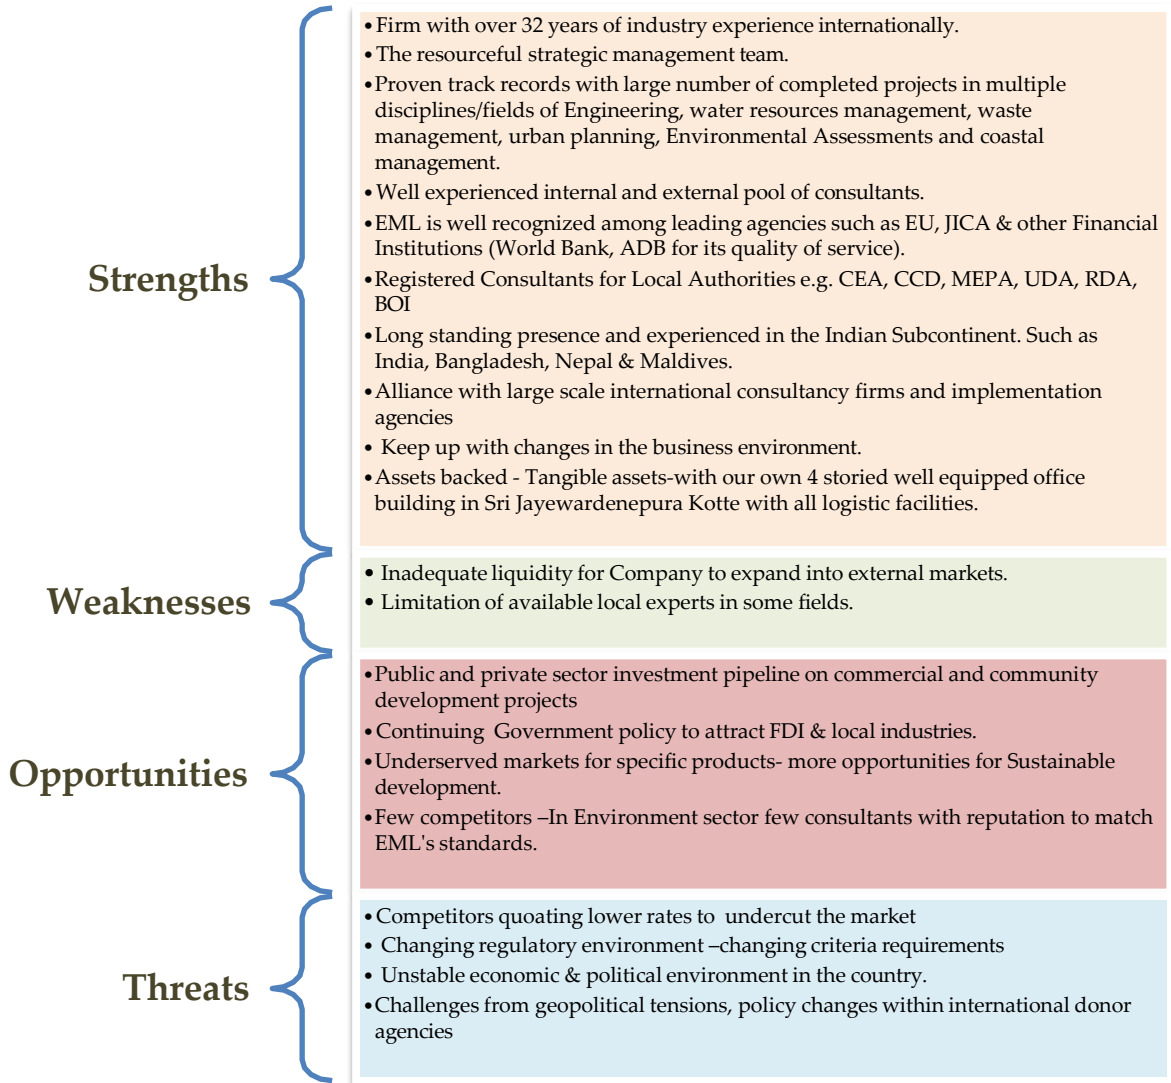 Strengths
•Firm with over 32 years of industry experience internationally.
•The resourceful strategic management team.
•Proven track records with large number of completed projects in multiple
disciplines/fields of Engineering, water resources management, waste
management, urban planning, Environmental Assessments and coastal
management.
•Well experienced internal and external pool of consultants.
•EML is well recognized among leading agencies such as EU, JICA & other Financial
Institutions (World Bank, ADB for its quality of service).
•Registered Consultants for Local Authorities e.g. CEA, CCD, MEPA, UDA, RDA,
BOI
•Long standing presence and experienced in the Indian Subcontinent. Such as
India, Bangladesh, Nepal & Maldives.
•Alliance with large scale international consultancy firms and implementation
agencies
• Keep up with changes in the business environment.
•Assets backed - Tangible assets-with our own 4 storied well equipped office
building in Sri Jayewardenepura Kotte with all logistic facilities.
Weaknesses
• Inadequate liquidity for Company to expand into external markets.
• Limitation of available local experts in some fields.
Opportunities
•Public and private sector investment pipeline on commercial and community
development projects
•Continuing Government policy to attract FDI & local industries.
•Underserved markets for specific products- more opportunities for Sustainable
development.
•Few competitors –In Environment sector few consultants with reputation to match
EML's standards.
Threats
•Competitors quoating lower rates to undercut the market
• Changing regulatory environment –changing criteria requirements
• Unstable economic & political environment in the country.
•Challenges from geopolitical tensions, policy changes within international donor
agencies